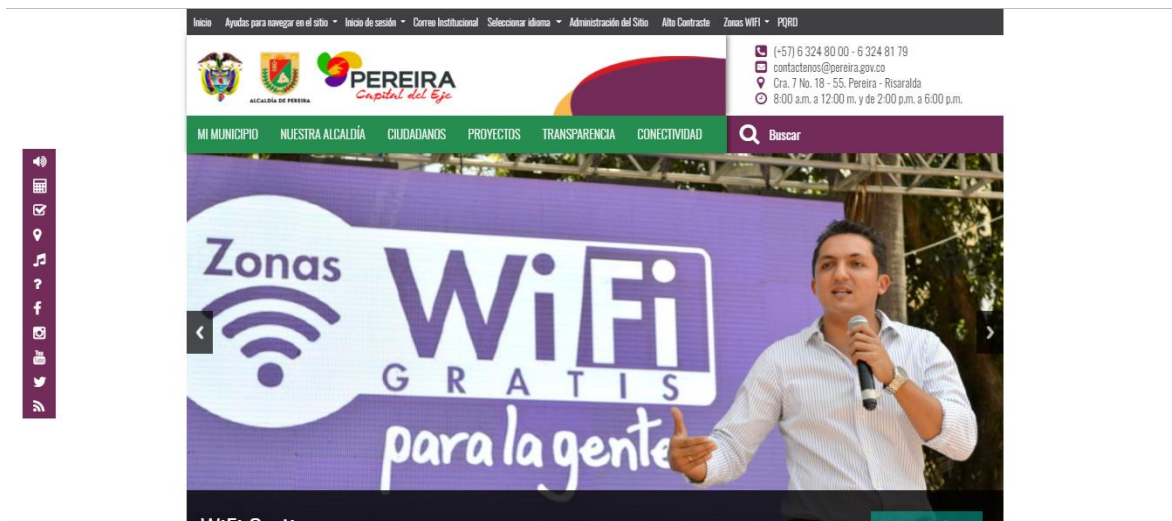 Inicio Ayudas para navegar en el sitio Inicio de sesión Correo Institucional Seleccionar idioma Administración del Sitio Alto Contraste Zonas WIFI PQRD
ALCALDÍA DE PEREIRA
PEREIRA
Capital del Eje
(+57) 6 324 80 00 - 6 324 81 79
contactenos@pereira.gov.co
Cra. 7 No. 18 - 55. Pereira - Risaralda
8:00 a.m. a 12:00 m. y de 2:00 p.m. a 6:00 p.m.
MI MUNICIPIO NUESTRA ALCALDÍA CIUDADANOS PROYECTOS TRANSPARENCIA CONECTIVIDAD Buscar
Zonas
WiFi
GRATIS
para la gente